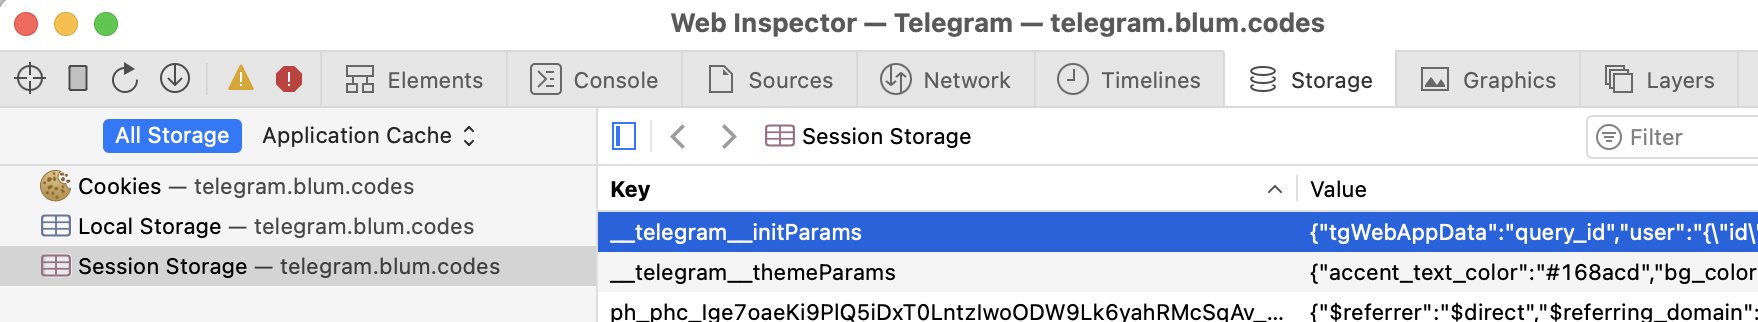 Web Inspector — Telegram — telegram.blum.codes
Elements Console Sources Network Timelines Storage Graphics Layers
All Storage Application Cache Session Storage Filter
Key Value
Cookies — telegram.blum.codes
Local Storage — telegram.blum.codes
Session Storage — telegram.blum.codes
__telegram__initParams {"tgWebAppData":"query_id","user":"{\"id\"
__telegram__themeParams {"accent_text_color":"#168acd","bg_color
ph_phc_Ige7oaeKi9PlQ5iDxT0LntzIwoODW9Lk6yahRMcSgAv_... {"$referrer":"$direct","$referring_domain":